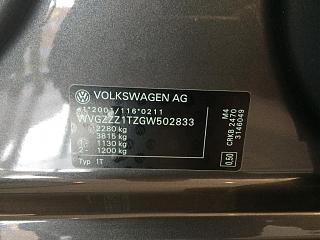 VOLKSWAGEN AG
e1*2001/116*0211
WVGZZZ1TZGW502833
2280 kg
3815 kg
1- 1130 kg
2- 1200 kg
Typ 1T
M4
CRKB 2470
3146049
0,50